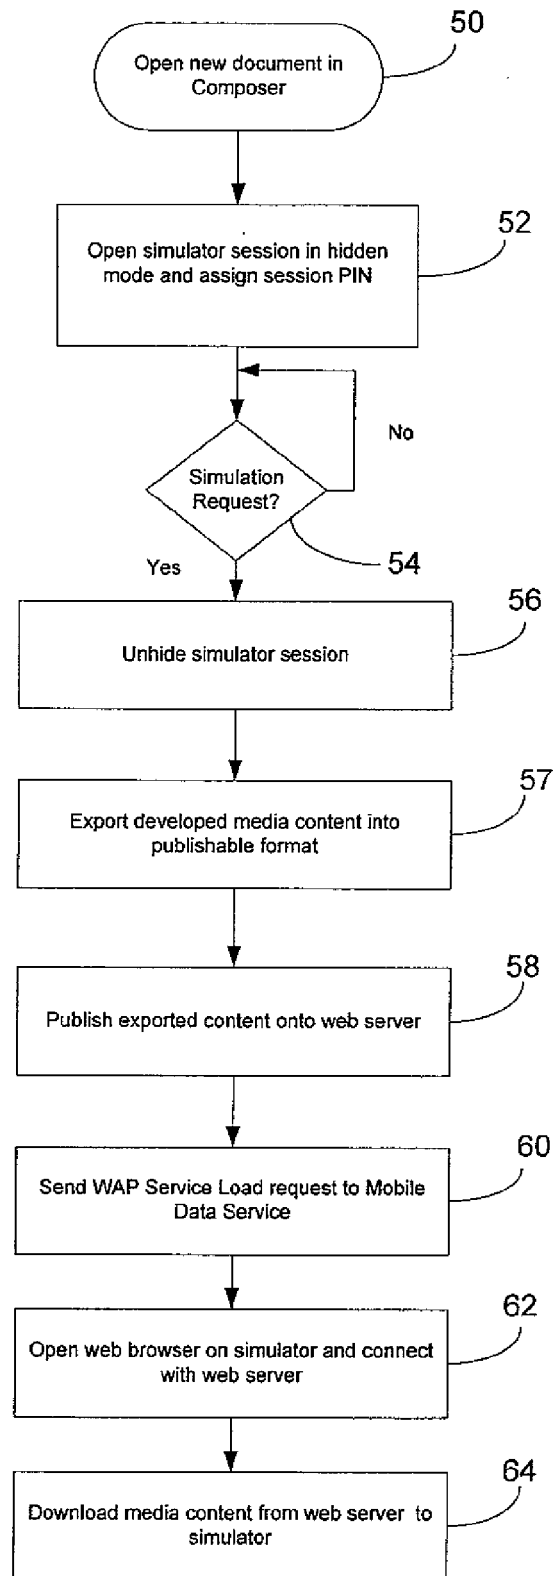 50
Open new document in
Composer
52
Open simulator session in hidden
mode and assign session PIN
No
Simulation
Request?
54
Yes
56
Unhide simulator session
57
Export developed media content into
publishable format
58
Publish exported content onto web server
60
Send WAP Service Load request to Mobile
Data Service
62
Open web browser on simulator and connect
with web server
64
Download media content from web server to
simulator